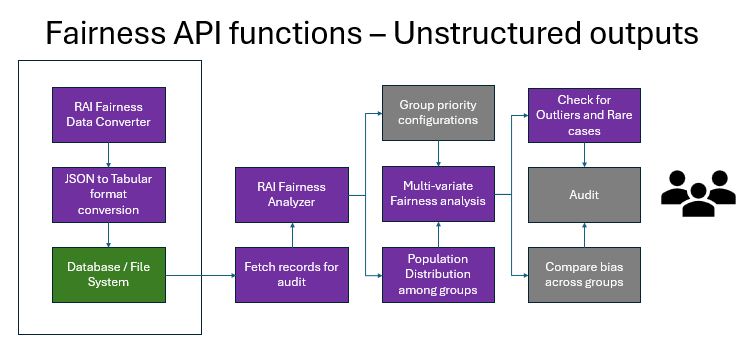 Fairness API functions – Unstructured outputs
RAI Fairness
Data Converter
JSON to Tabular
format
conversion
Database / File
System
RAI Fairness
Analyzer
Fetch records for
audit
Group priority
configurations
Multi-variate
Fairness analysis
Population
Distribution
among groups
Check for
Outliers and Rare
cases
Audit
Compare bias
across groups